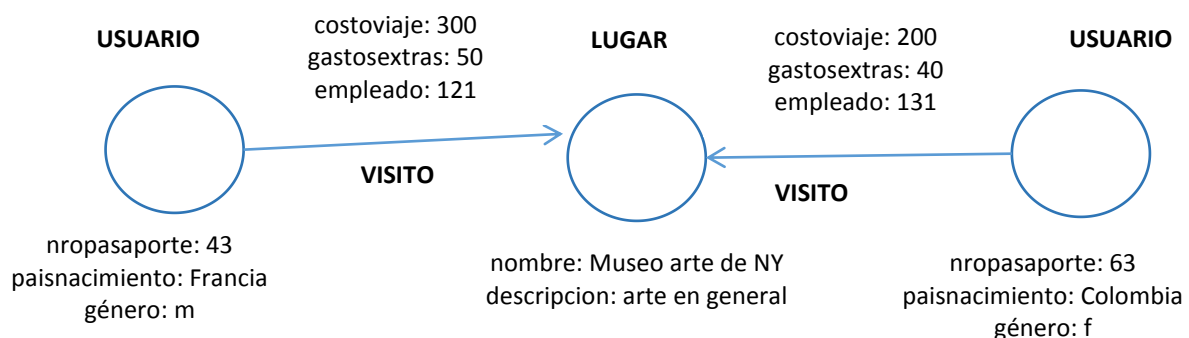 USUARIO
costoviaje: 300
gastosextras: 50
empleado: 121
LUGAR
costoviaje: 200
gastosextras: 40
empleado: 131
USUARIO
VISITO
VISITO
nropasaporte: 43
paisnacimiento: Francia
género: m
nombre: Museo arte de NY
descripcion: arte en general
nropasaporte: 63
paisnacimiento: Colombia
género: f